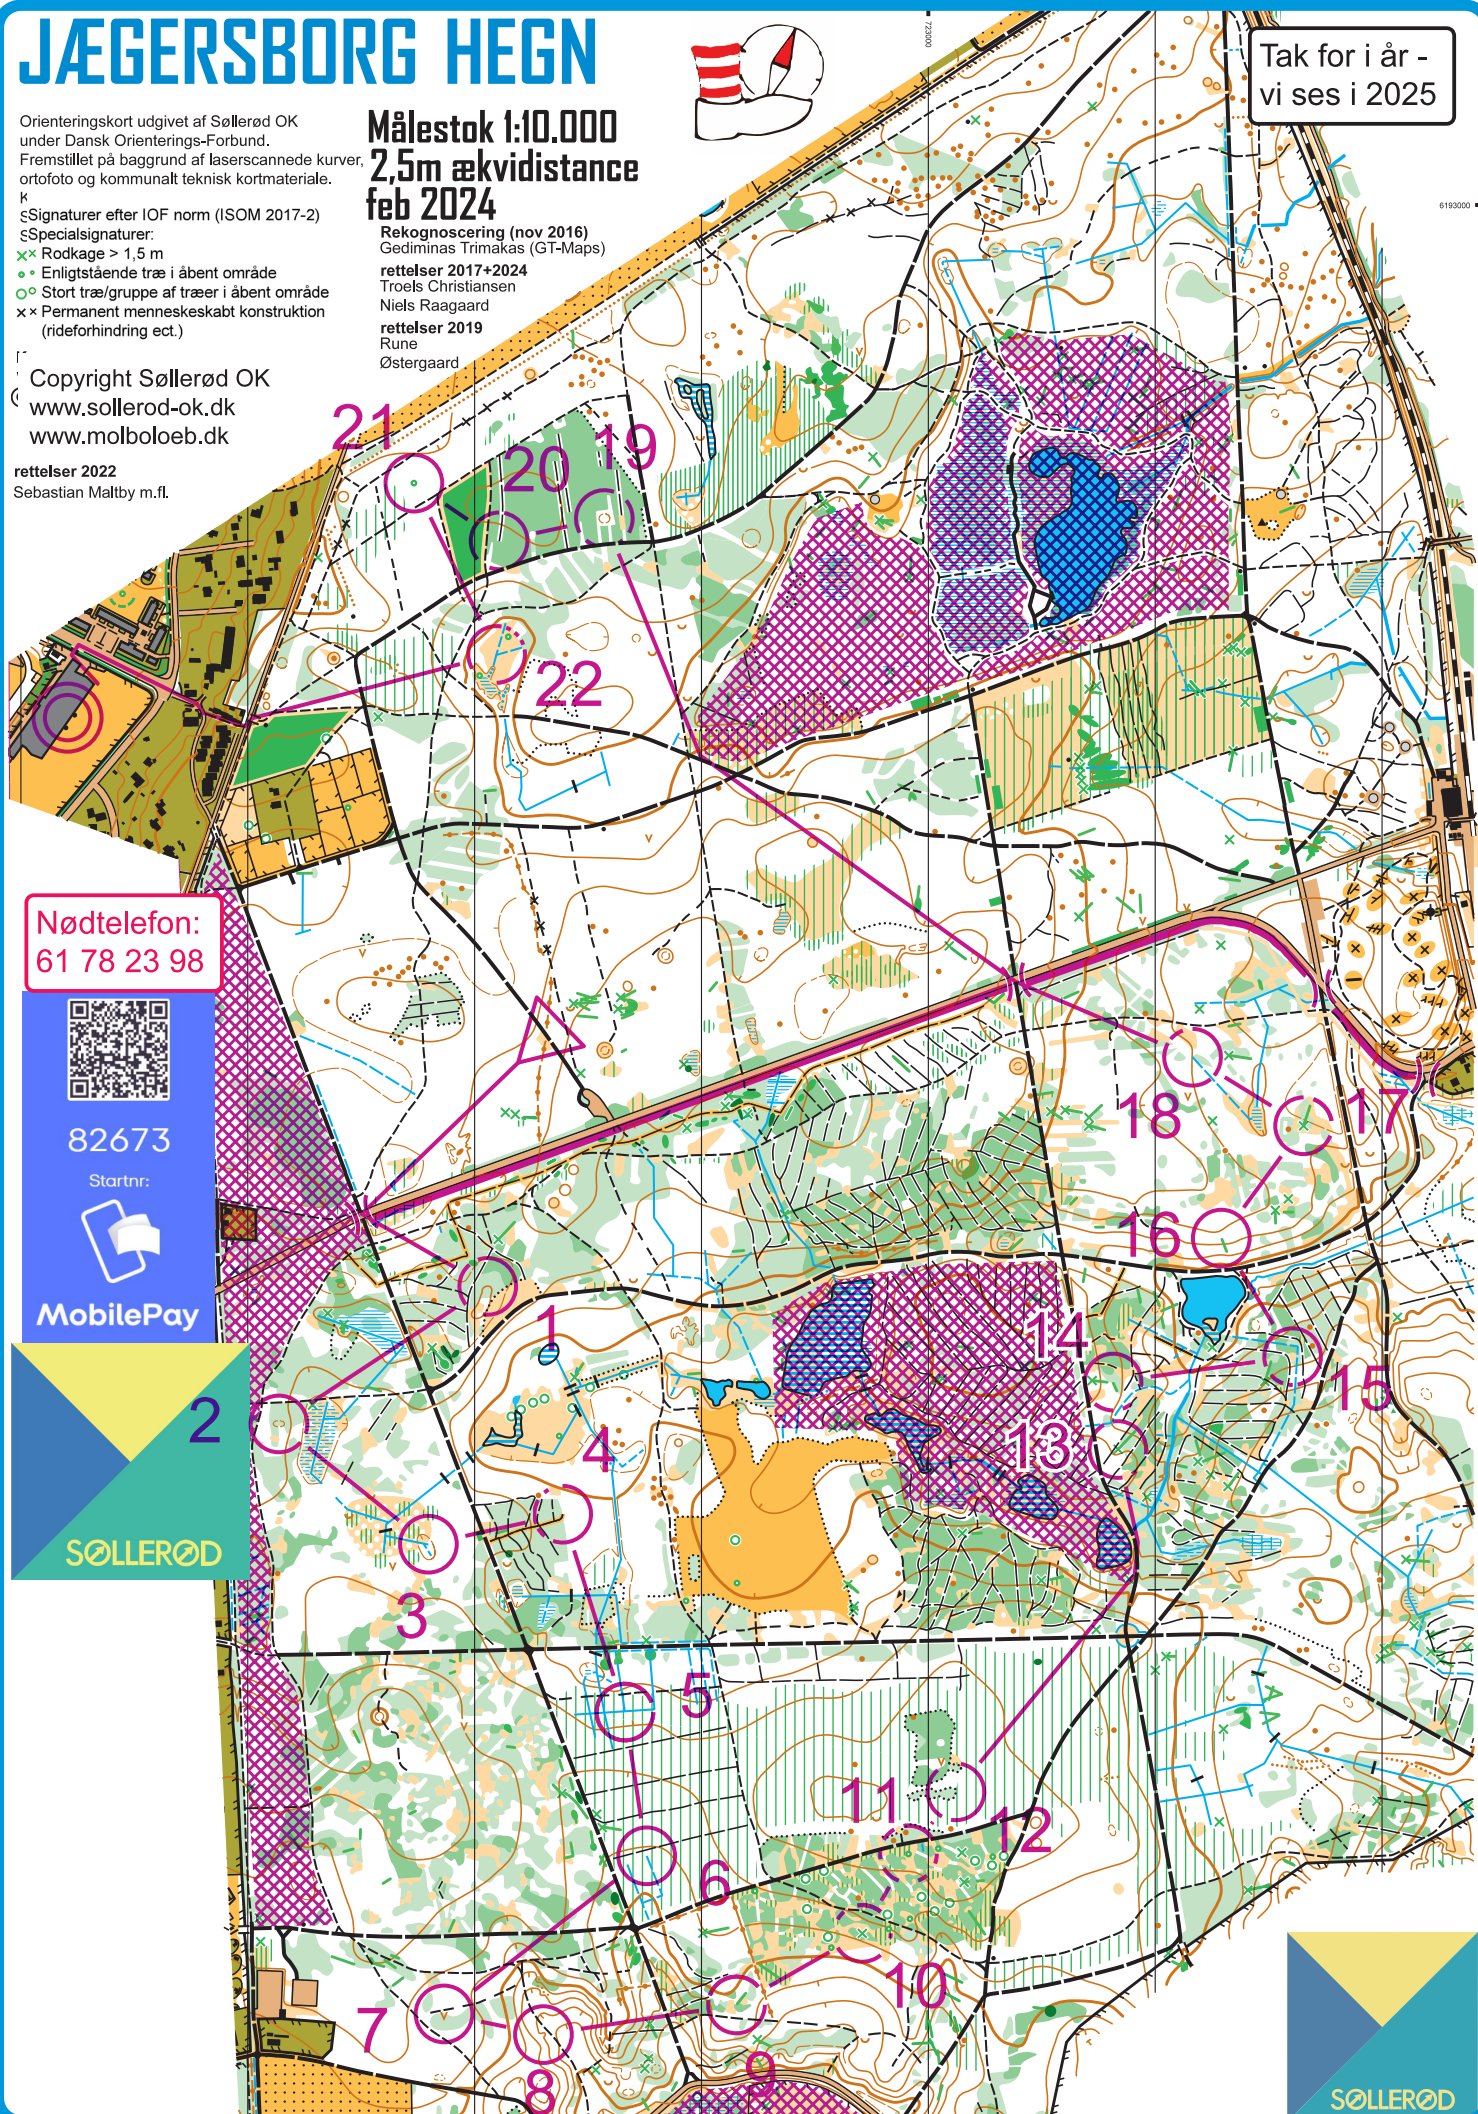 JÆGERSBORG HEGN
Orienteringskort udgivet af Søllerød OK
under Dansk Orienterings-Forbund.
Fremstillet på baggrund af laserscannede kurver,
ortofoto og kommunalt teknisk kortmateriale.
Signaturer efter IOF norm (ISOM 2017-2)
Specialsignaturer:
Rodkage > 1,5 m
Enligtstående træ i åbent område
Stort træ/gruppe af træer i åbent område
Permanent menneskeskabt konstruktion
(rideforhindring ect.)
Copyright Søllerød OK
www.sollerod-ok.dk
www.molboloeb.dk
rettelser 2022
Sebastian Maltby m.fl.
Målestok 1:10.000
2,5m ækvidistance
feb 2024
Rekognoscering (nov 2016)
Gediminas Trimakas (GT-Maps)
rettelser 2017+2024
Troels Christiansen
Niels Raagaard
rettelser 2019
Rune
Østergaard
723000
Tak for i år -
vi ses i 2025
6193000
21
20
19
22
Nødtelefon:
61 78 23 98
82673
Startnr:
MobilePay
18
17
16
1
14
15
2
4
13
SØLLERØD
3
5
11
12
6
10
7
9
8
SØLLERØD